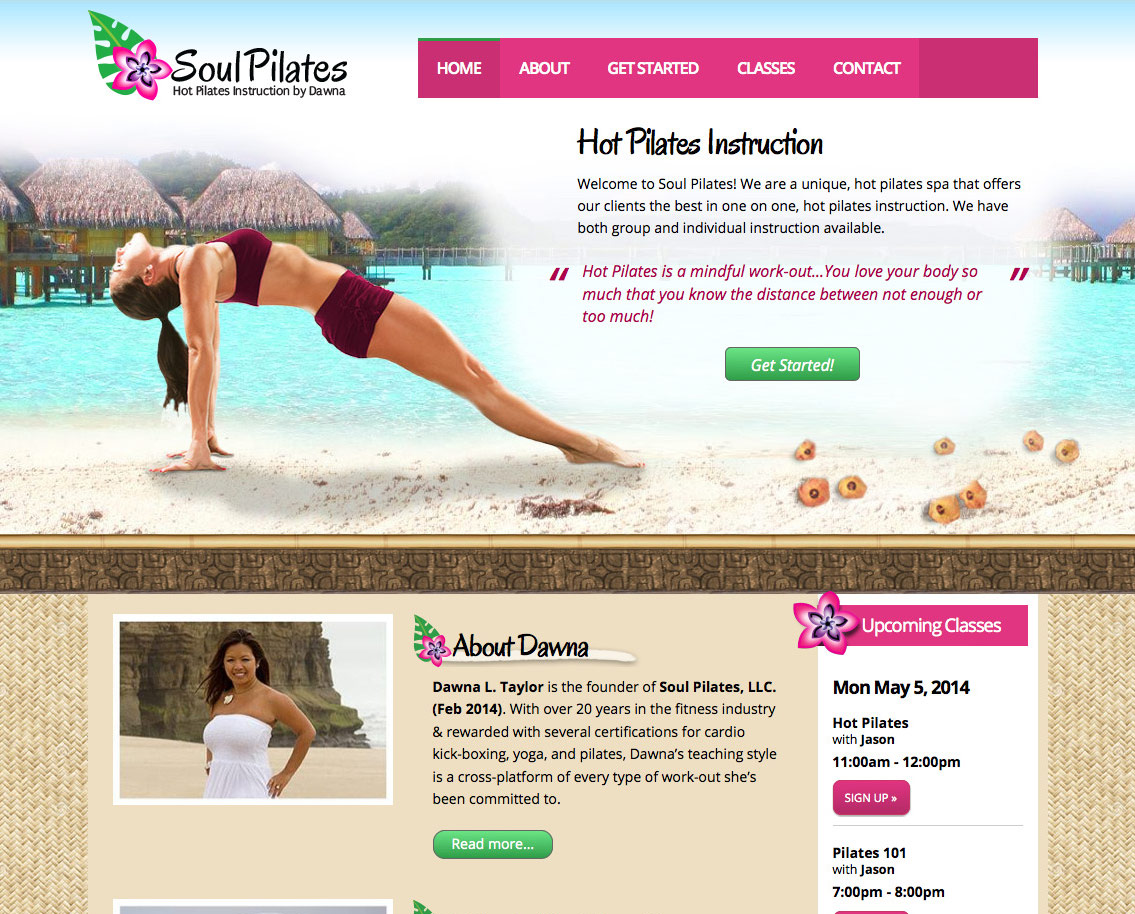 Soul Pilates
Hot Pilates Instruction by Dawna
HOME ABOUT GET STARTED CLASSES CONTACT
Hot Pilates Instruction
Welcome to Soul Pilates! We are a unique, hot pilates spa that offers
our clients the best in one on one, hot pilates instruction. We have
both group and individual instruction available.
“ Hot Pilates is a mindful work-out...You love your body so ”
much that you know the distance between not enough or
too much!
Get Started!
About Dawna
Dawna L. Taylor is the founder of Soul Pilates, LLC.
(Feb 2014). With over 20 years in the fitness industry
& rewarded with several certifications for cardio
kick-boxing, yoga, and pilates, Dawna’s teaching style
is a cross-platform of every type of work-out she’s
been committed to.
Read more...
Upcoming Classes
Mon May 5, 2014
Hot Pilates
with Jason
11:00am - 12:00pm
SIGN UP »
Pilates 101
with Jason
7:00pm - 8:00pm